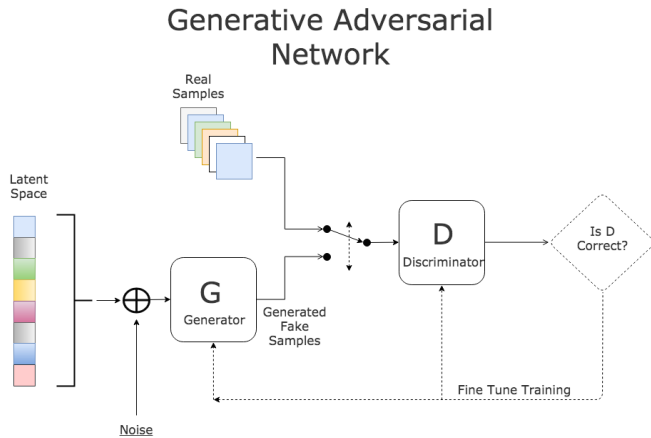 Generative Adversarial
Network
Real
Samples
Latent
Space
G
Generator
Generated
Fake
Samples
D
Discriminator
Is D
Correct?
Fine Tune Training
Noise